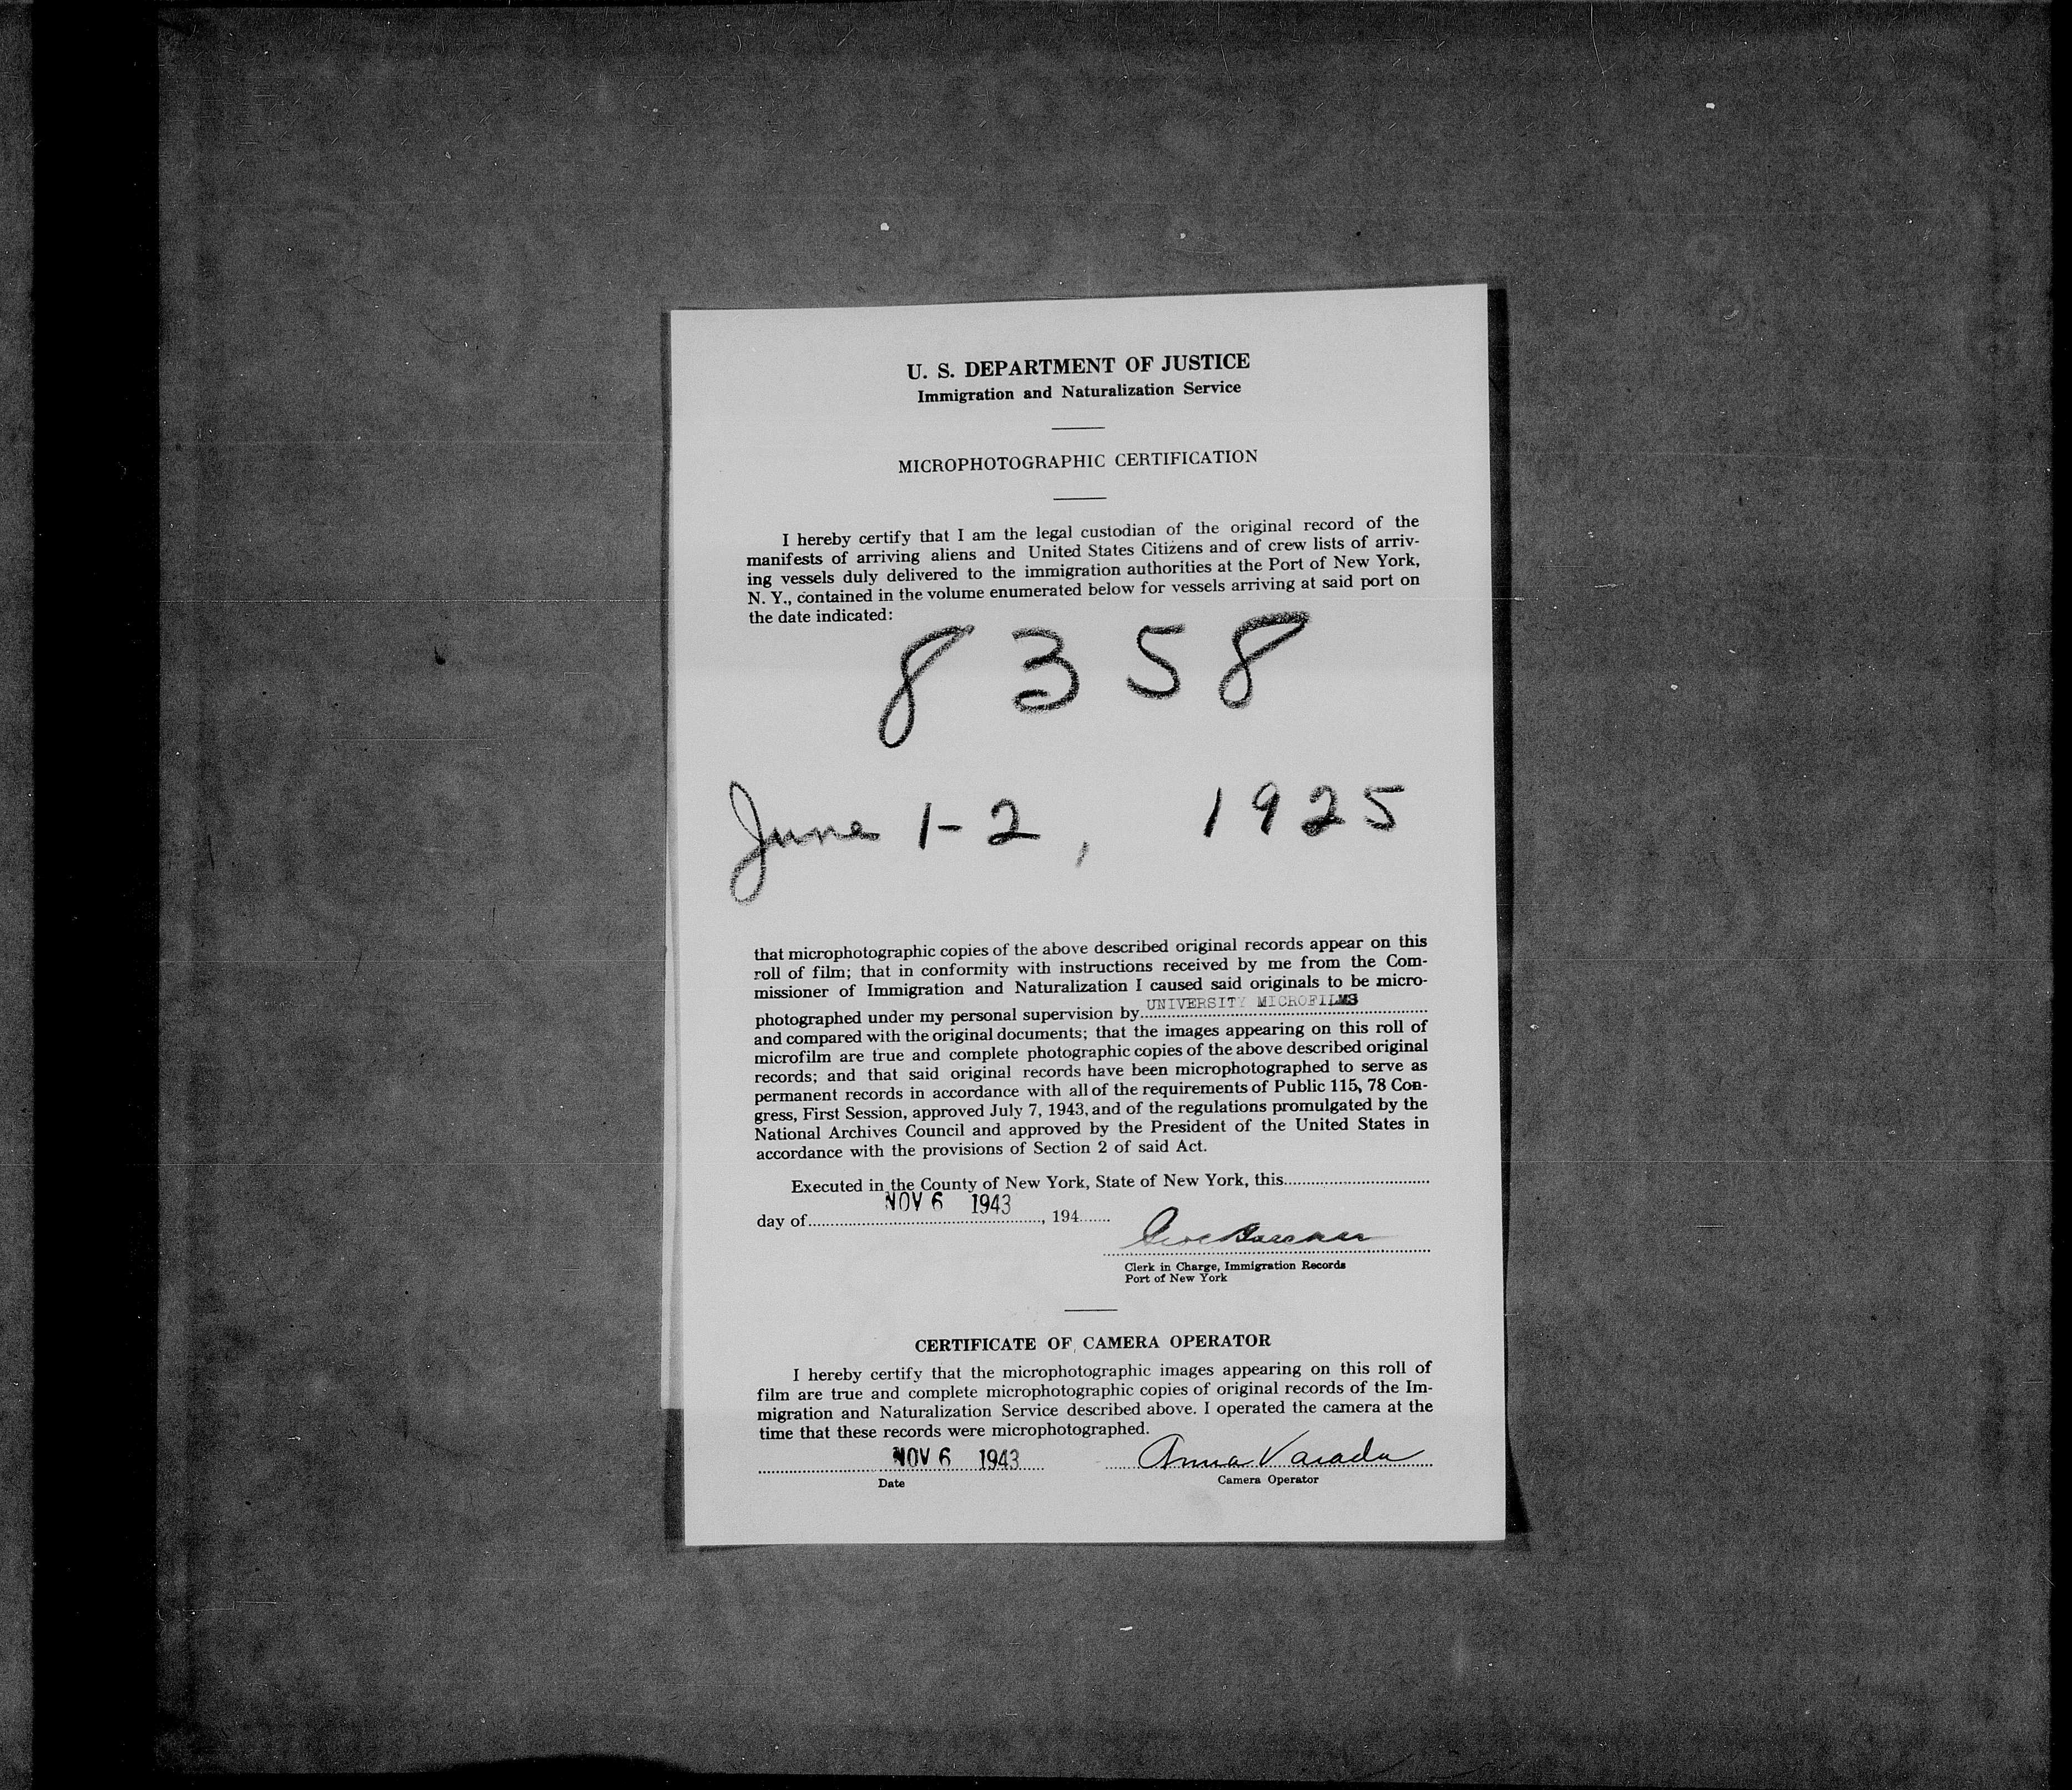 U. S. DEPARTMENT OF JUSTICE
Immigration and Naturalization Service
MICROPHOTOGRAPHIC CERTIFICATION
I hereby certify that I am the legal custodian of the original record of the
manifests of arriving aliens and United States Citizens and of crew lists of arriv-
ing vessels duly delivered to the immigration authorities at the Port of New York,
N. Y., contained in the volume enumerated below for vessels arriving at said port on
the date indicated:
8358
June 1-2, 1925
that microphotographic copies of the above described original records appear on this
roll of film; that in conformity with instructions received by me from the Com-
missioner of Immigration and Naturalization I caused said originals to be micro-
photographed under my personal supervision by UNIVERSITY MICROFILMS
and compared with the original documents; that the images appearing on this roll of
microfilm are true and complete photographic copies of the above described original
records; and that said original records have been microphotographed to serve as
permanent records in accordance with all of the requirements of Public 115, 78 Con-
gress, First Session, approved July 7, 1943, and of the regulations promulgated by the
National Archives Council and approved by the President of the United States in
accordance with the provisions of Section 2 of said Act.
Executed in the County of New York, State of New York, this
day of NOV 6 1943, 194
Clerk in Charge, Immigration Records
Port of New York
CERTIFICATE OF CAMERA OPERATOR
I hereby certify that the microphotographic images appearing on this roll of
film are true and complete microphotographic copies of original records of the Im-
migration and Naturalization Service described above. I operated the camera at the
time that these records were microphotographed.
NOV 6 1943 Anna Varada
Date Camera Operator